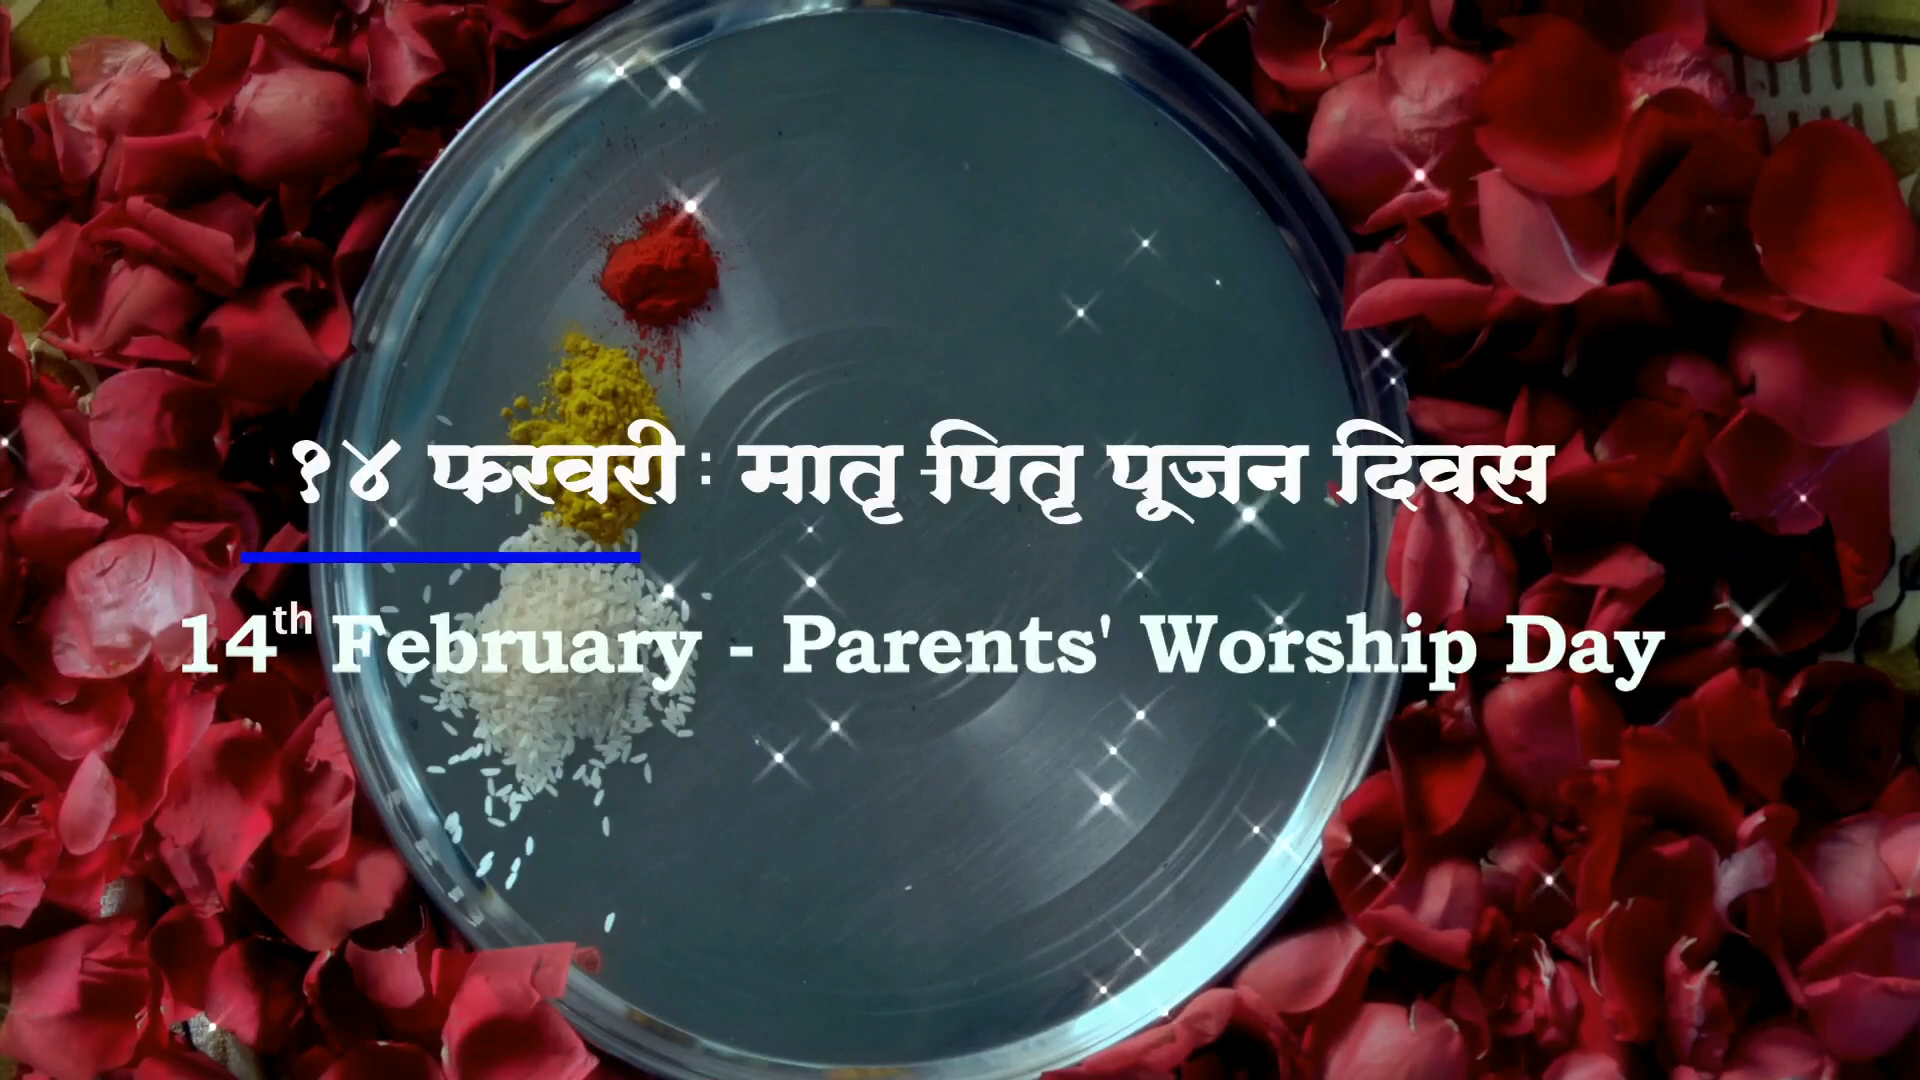 १४ फरवरी : मातृ-पितृ पूजन दिवस
14th February - Parents' Worship Day